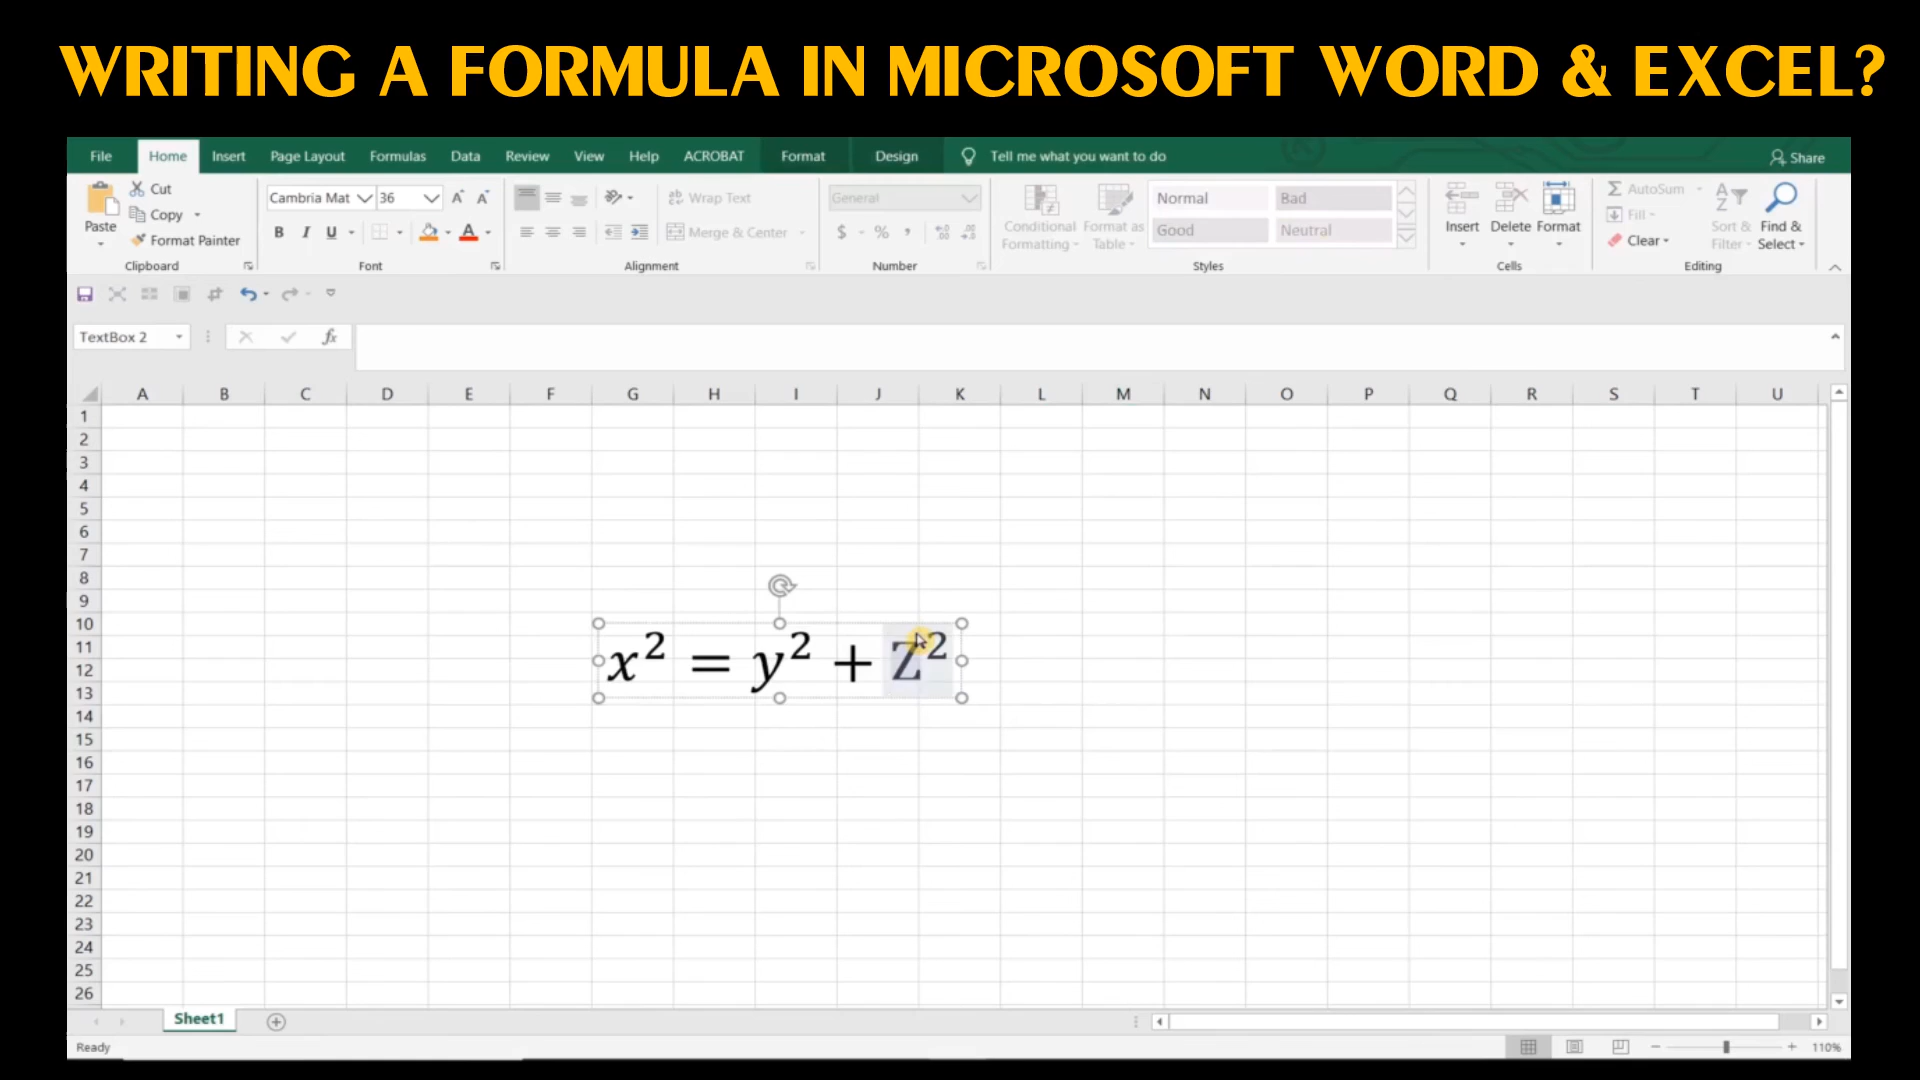 WRITING A FORMULA IN MICROSOFT WORD & EXCEL?
File Home Insert Page Layout Formulas Data Review View Help ACROBAT Format Design Tell me what you want to do Share
Paste Cut Copy Format Painter Clipboard
Cambria Mat 36 B I U A Font
Wrap Text Merge & Center Alignment
General $ % , Number
Conditional Formatting Format as Table Normal Bad Good Neutral Styles
Insert Delete Format Cells
AutoSum Fill Clear Sort & Filter Find & Select Editing
TextBox 2 fx
A B C D E F G H I J K L M N O P Q R S T U
1
2
3
4
5
6
7
8
9
10
11
12
13
14
15
16
17
18
19
20
21
22
23
24
25
26
x² = y² + Z²
Sheet1
Ready 110%